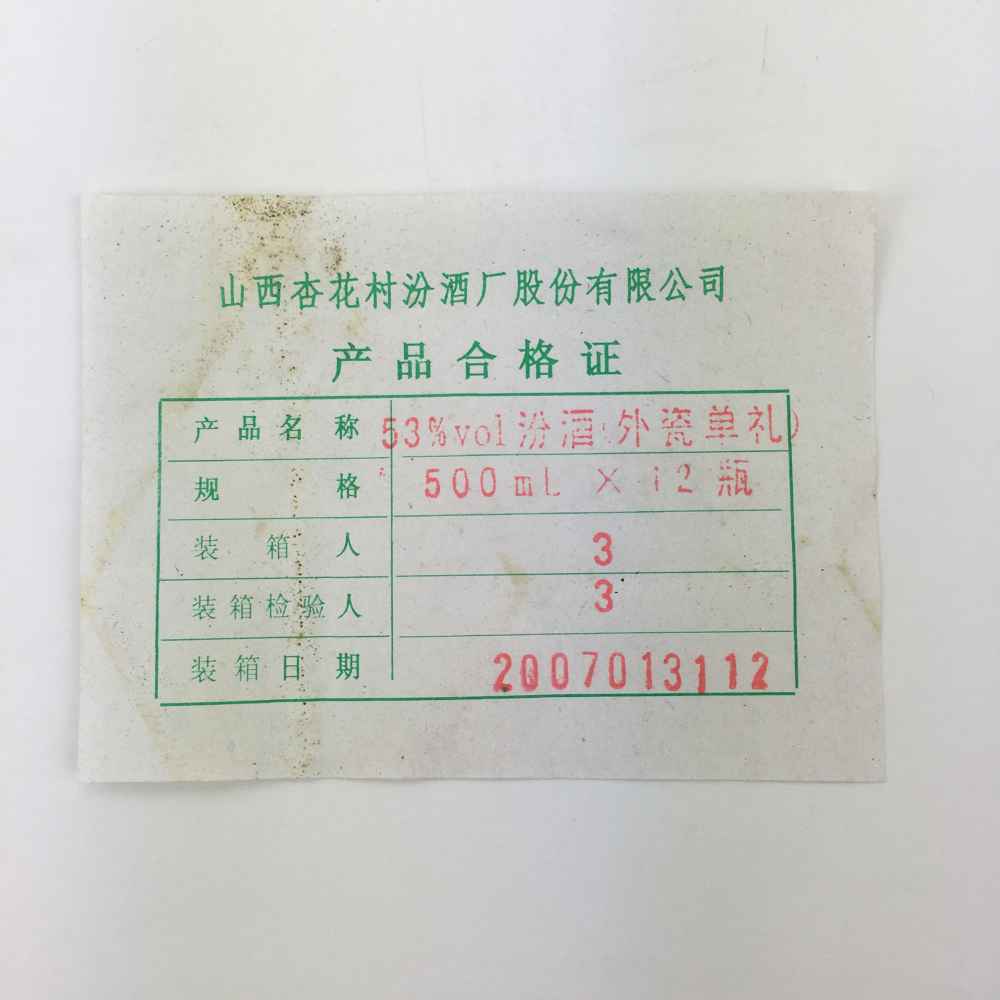 山西杏花村汾酒厂股份有限公司
产品合格证
产品名称 53%vol汾酒(外瓷单礼)
规格 500mL × 12瓶
装箱人 3
装箱检验人 3
装箱日期 2007013112